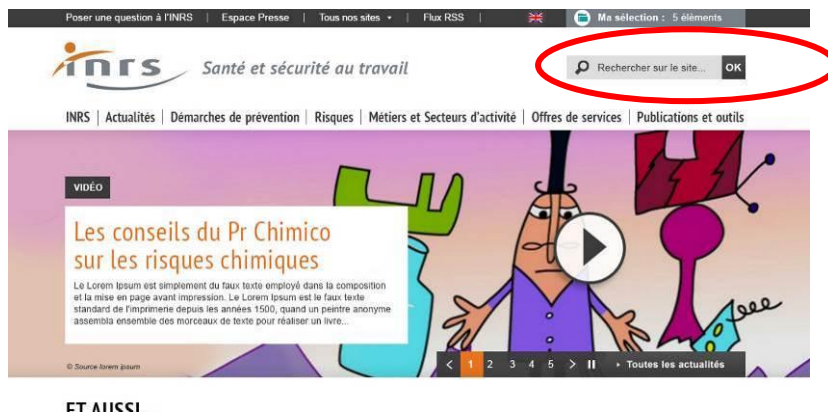 Poser une question à l'INRS | Espace Presse | Tous nos sites | Flux RSS | Ma sélection : 5 élements
inrs Santé et sécurité au travail
Rechercher sur le site... OK
INRS | Actualités | Démarches de prévention | Risques | Métiers et Secteurs d'activité | Offres de services | Publications et outils
VIDÉO
Les conseils du Pr Chimico
sur les risques chimiques
Le Lorem Ipsum est simplement du faux texte employé dans la composition
et la mise en page avant impression. Le Lorem Ipsum est le faux texte
standard de l'imprimerie depuis les années 1500, quand un peintre anonyme
assembla ensemble des morceaux de texte pour réaliser un livre...
© Source lorem ipsum
< 1 2 3 4 5 > Toutes les actualités
ET AUSSI...